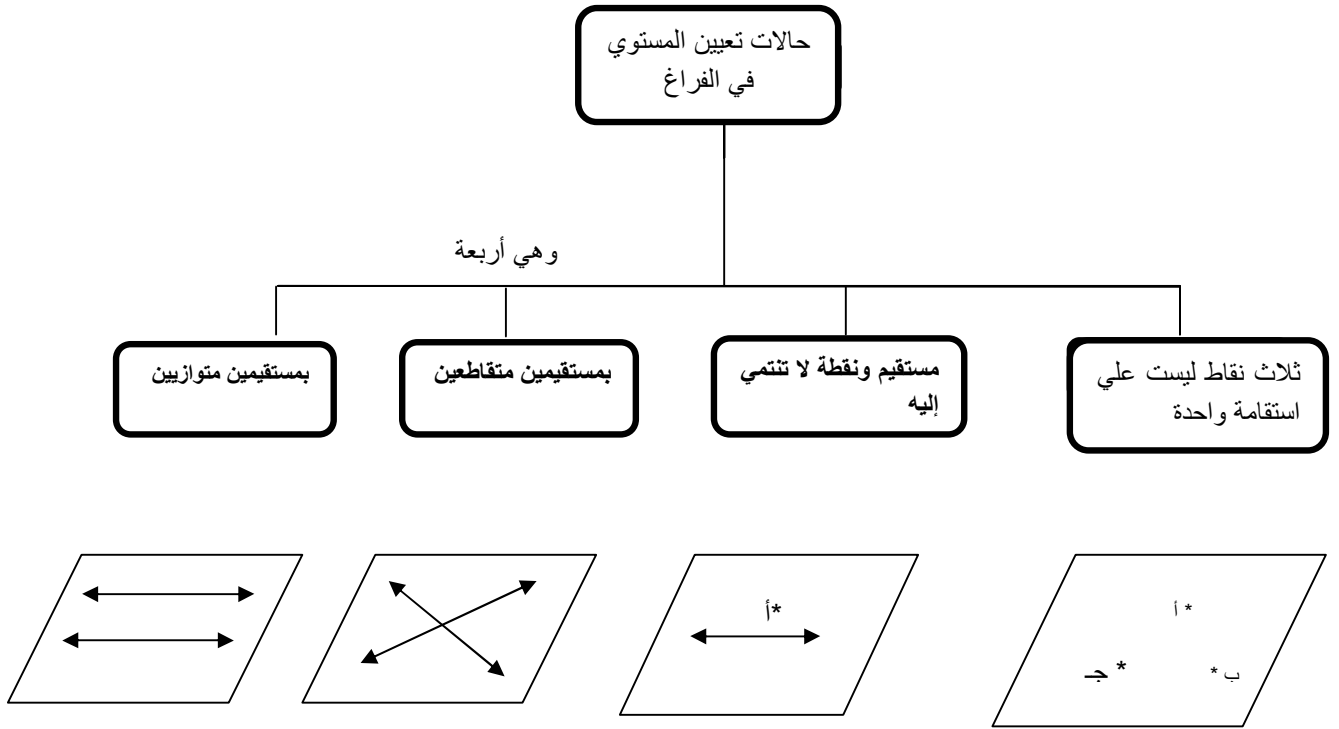 حالات تعيين المستوي
في الفراغ
وهي أربعة
ثلاث نقاط ليست علي
استقامة واحدة
مستقيم ونقطة لا تنتمي
إليه
بمستقيمين متقاطعين
بمستقيمين متوازيين
* أ
ب *
* جـ
*أ